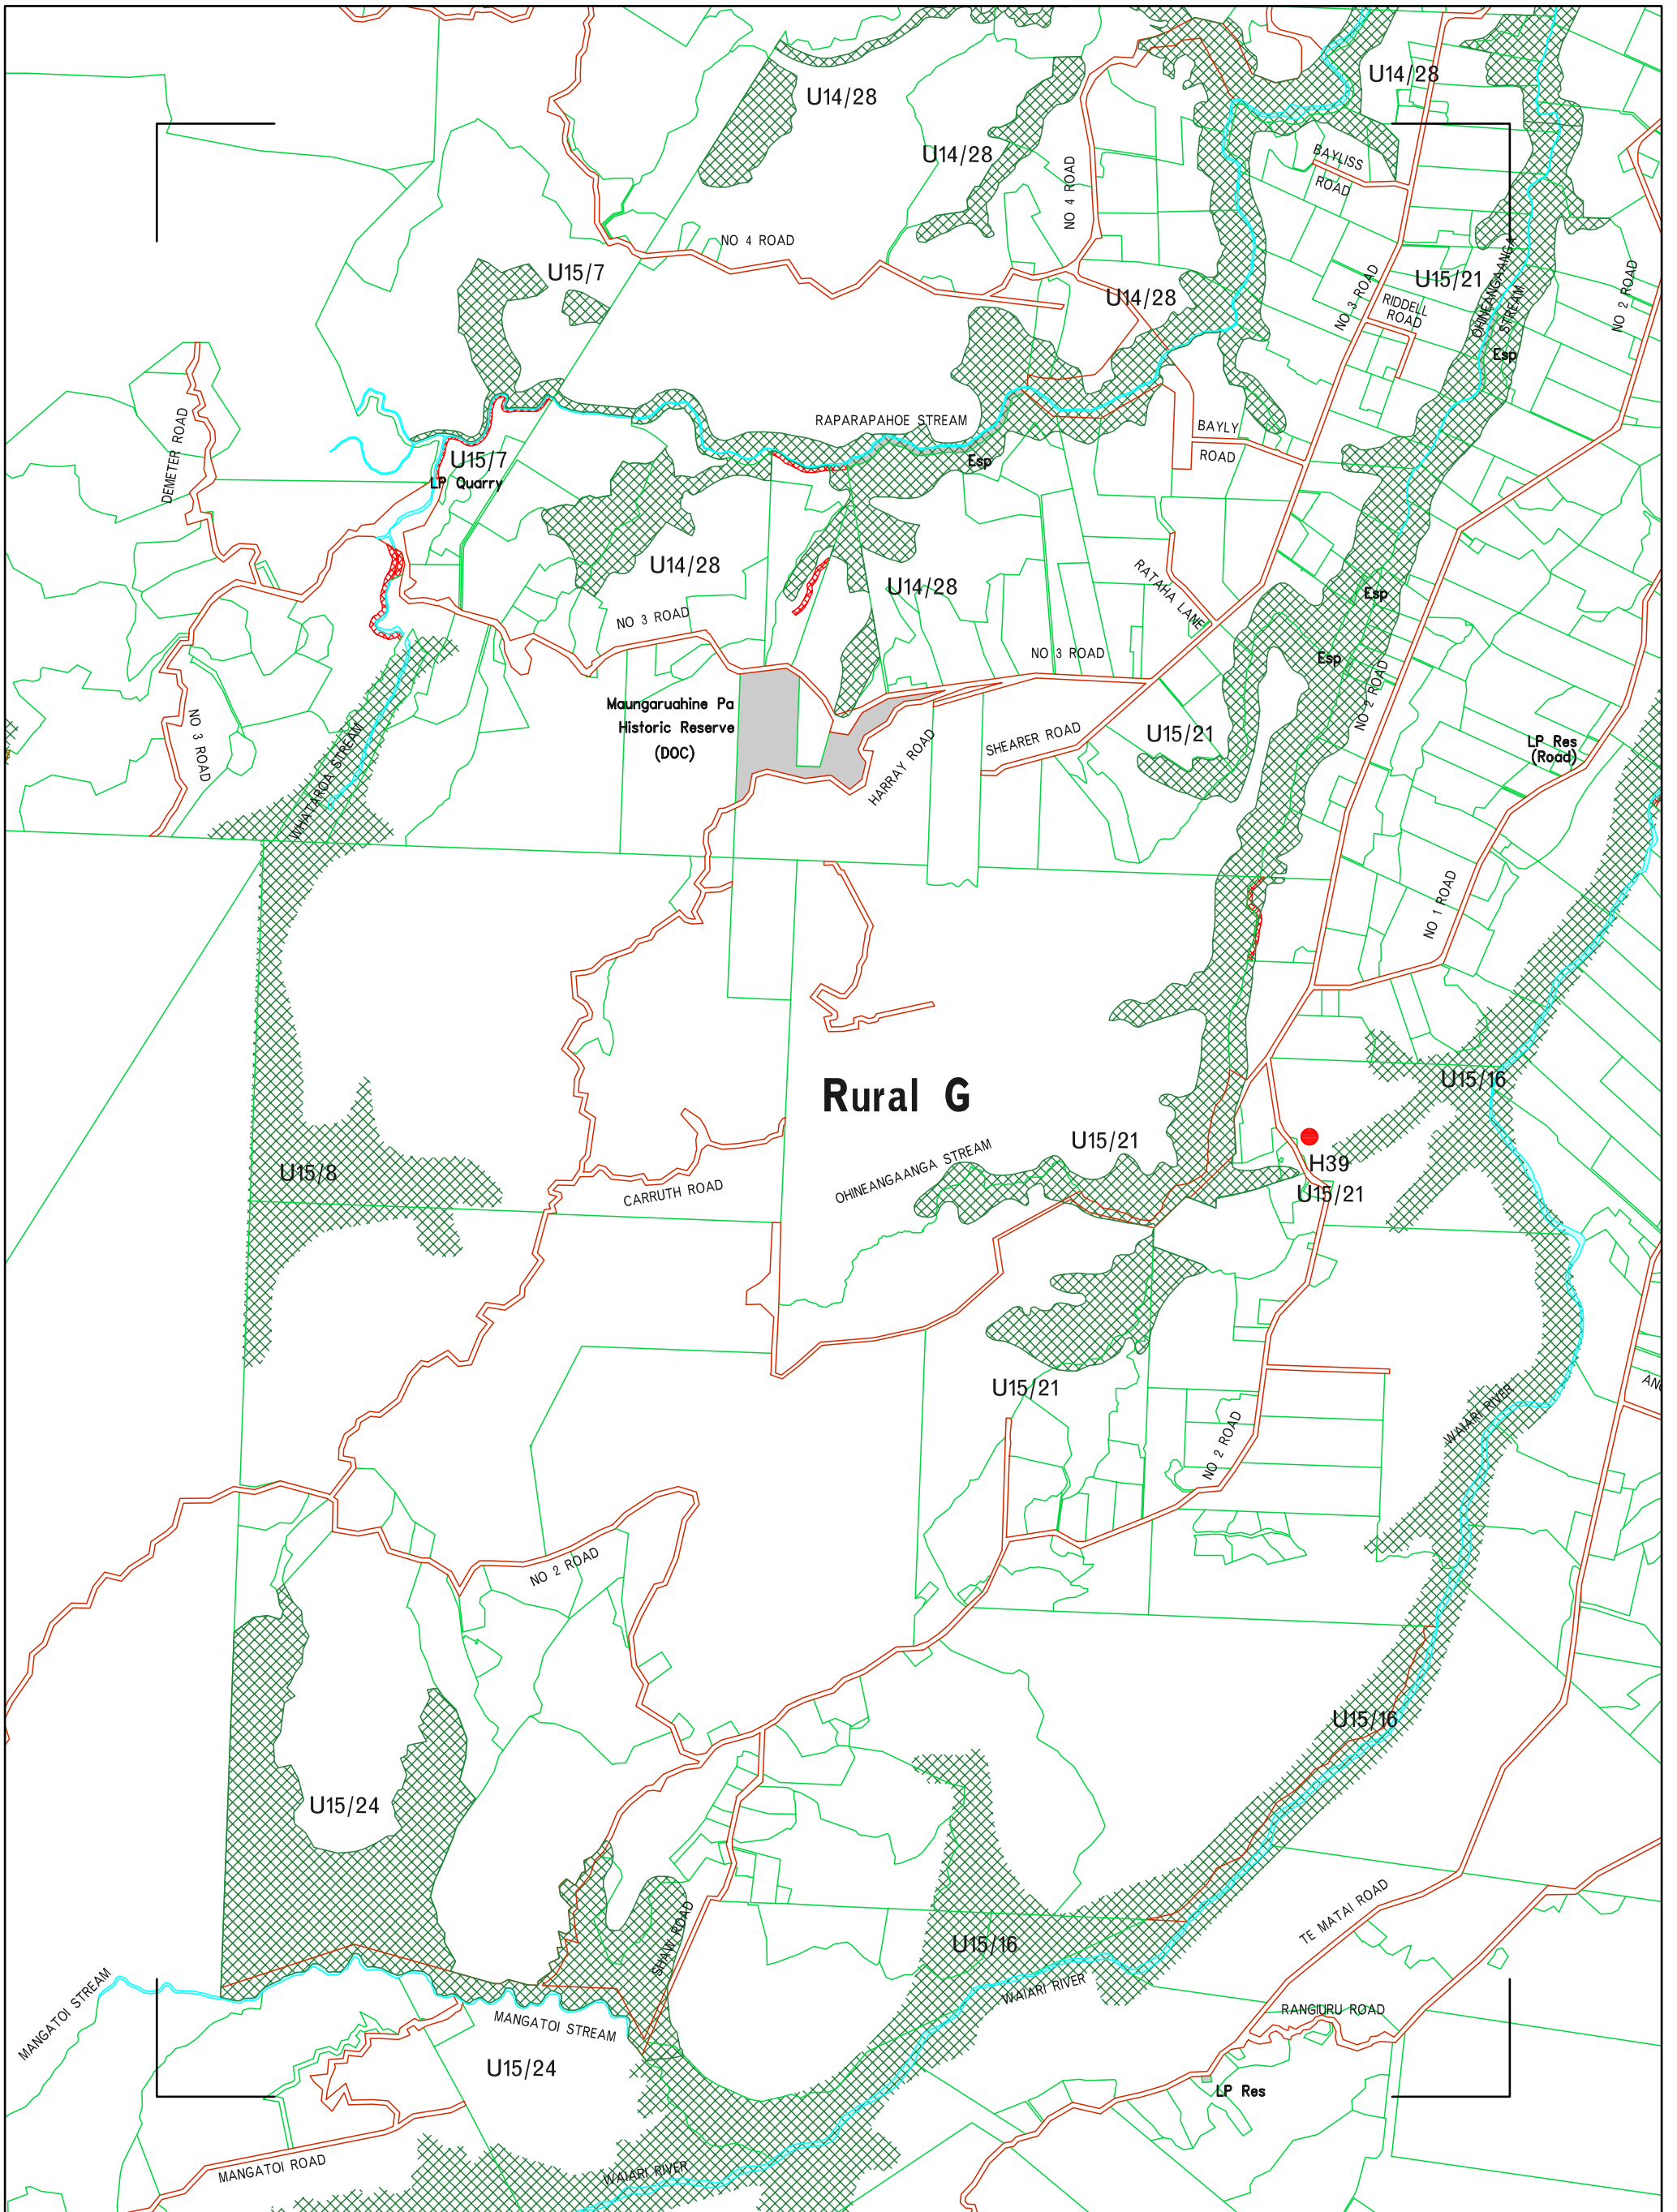 U14/28
U14/28
U14/28
BAYLISS
ROAD
NO 4 ROAD
NO 4 ROAD
U15/7
U14/28
U15/21
OHINEANGAANGA
STREAM
NO 3 ROAD
RIDDELL
ROAD
NO 2 ROAD
Esp
DEMETER ROAD
RAPARAPAHOE STREAM
BAYLY
ROAD
U15/7
LP Quarry
Esp
U14/28
U14/28
RATAHA LANE
Esp
NO 3 ROAD
NO 3 ROAD
Esp
NO 2 ROAD
Maungaruahine Pa
Historic Reserve
(DOC)
NO 3 ROAD
WHATAROA STREAM
HARRAY ROAD
SHEARER ROAD
U15/21
LP Res
(Road)
NO 1 ROAD
Rural G
U15/16
U15/21
OHINEANGAANGA STREAM
H39
U15/21
U15/8
CARRUTH ROAD
U15/21
NO 2 ROAD
WAIARI RIVER
NO 2 ROAD
U15/16
U15/24
SHAW ROAD
U15/16
TE MATAI ROAD
WAIARI RIVER
RANGIURU ROAD
MANGATOI STREAM
MANGATOI STREAM
U15/24
LP Res
MANGATOI ROAD
WAIARI RIVER